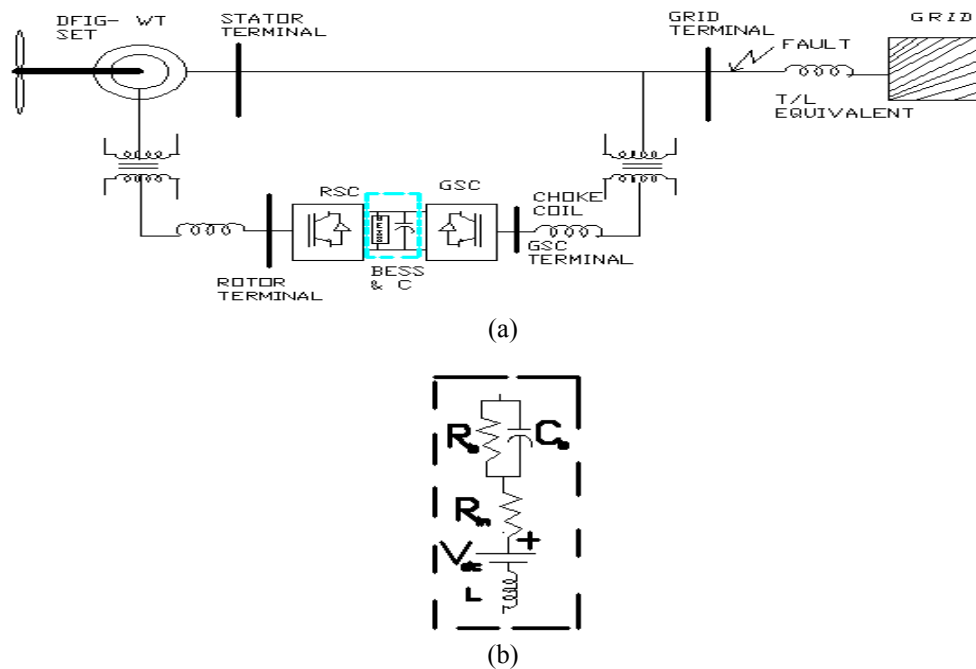 DFIG- WT
SET
STATOR
TERMINAL
GRID
TERMINAL
GRID
FAULT
T/L
EQUIVALENT
RSC
GSC
CHOKE
COIL
GSC
TERMINAL
BESS
& C
ROTOR
TERMINAL
(a)
R
C
R
+
V
L
(b)